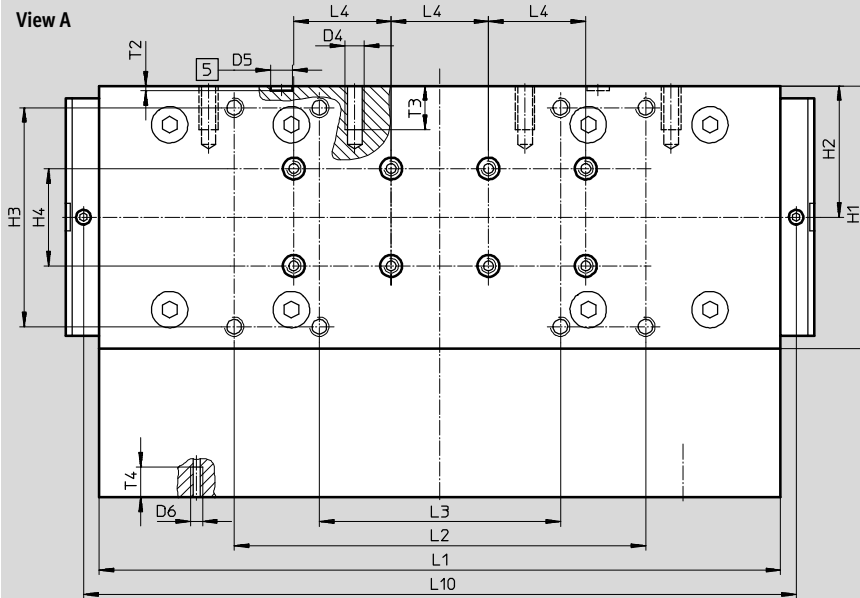 View A
L4 L4 L4
T2 D5 D4
5
T3
H2
H3 H4 H1
T4
D6 L3
L2
L1
L10